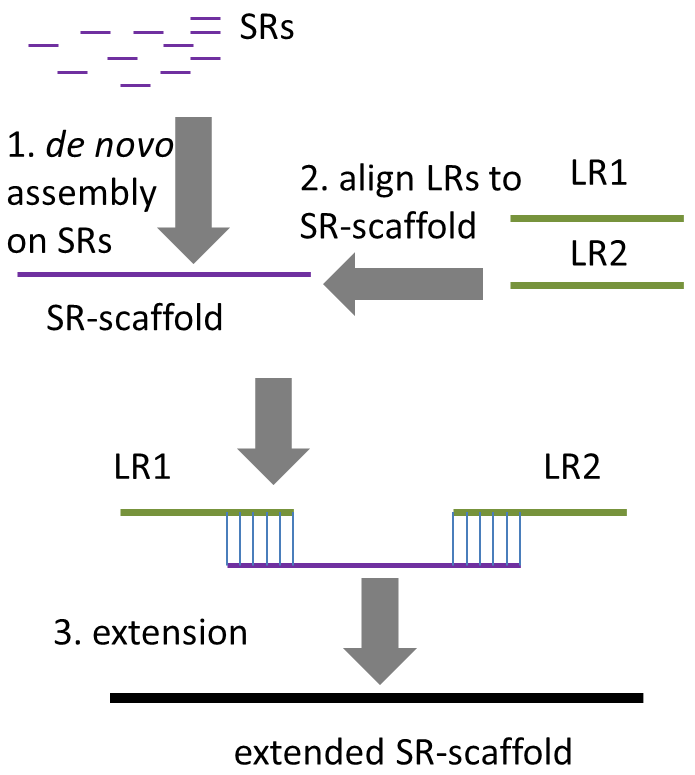 SRs
1. de novo
assembly
on SRs
2. align LRs to
SR-scaffold
LR1
LR2
SR-scaffold
LR1
LR2
3. extension
extended SR-scaffold